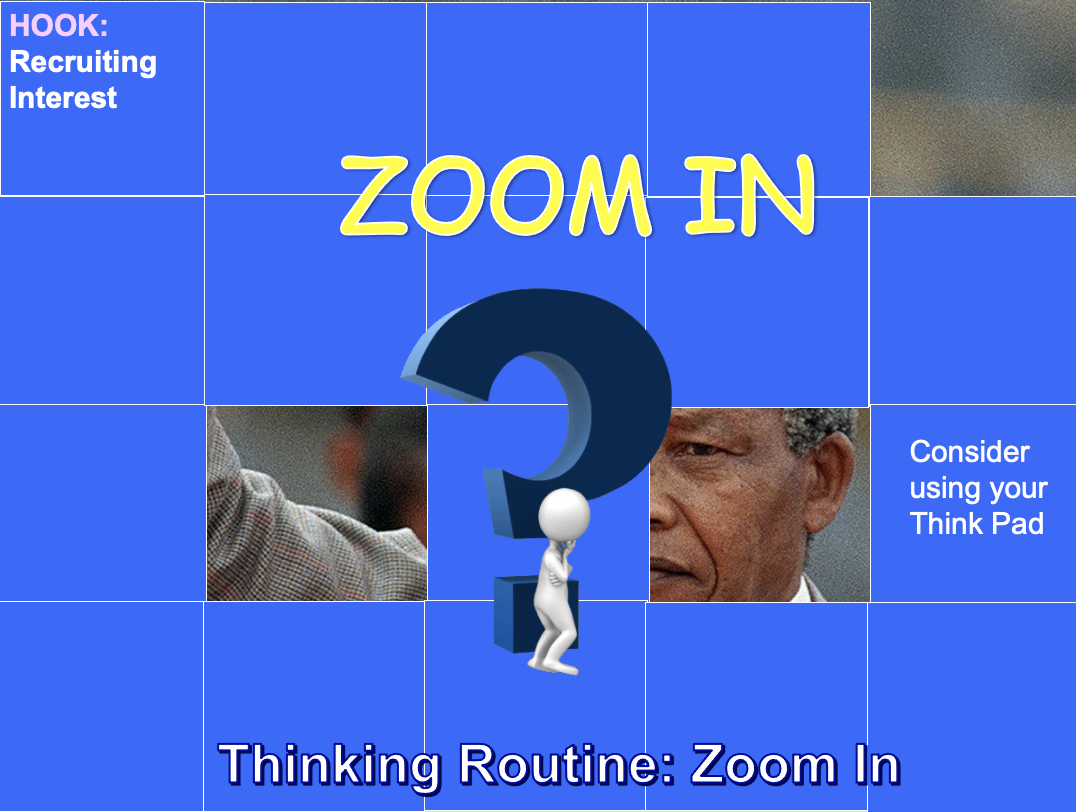 HOOK:
Recruiting
Interest
ZOOM IN
?
Consider
using your
Think Pad
Thinking Routine: Zoom In